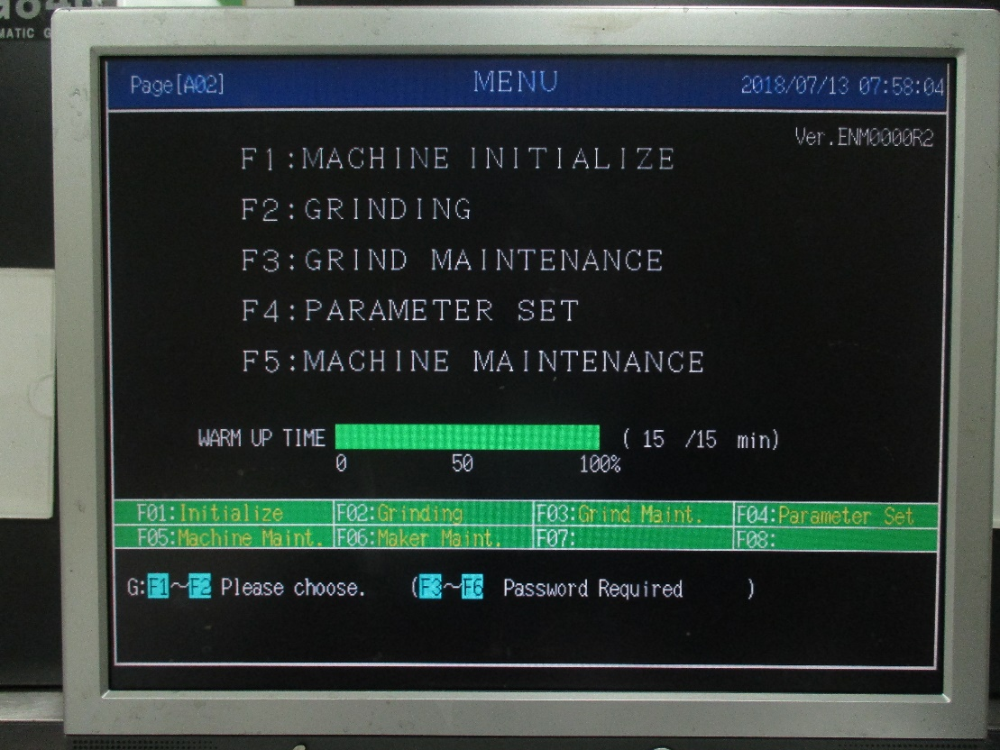 MATIC G
Page[A02] MENU 2018/07/13 07:58:04
Ver.ENM0000R2
F1:MACHINE INITIALIZE
F2:GRINDING
F3:GRIND MAINTENANCE
F4:PARAMETER SET
F5:MACHINE MAINTENANCE
WARM UP TIME ( 15 /15 min)
0 50 100%
F01:Initialize F02:Grinding F03:Grind Maint. F04:Parameter Set
F05:Machine Maint. F06:Maker Maint. F07: F08:
G:F1~F2 Please choose. (F3~F6 Password Required )